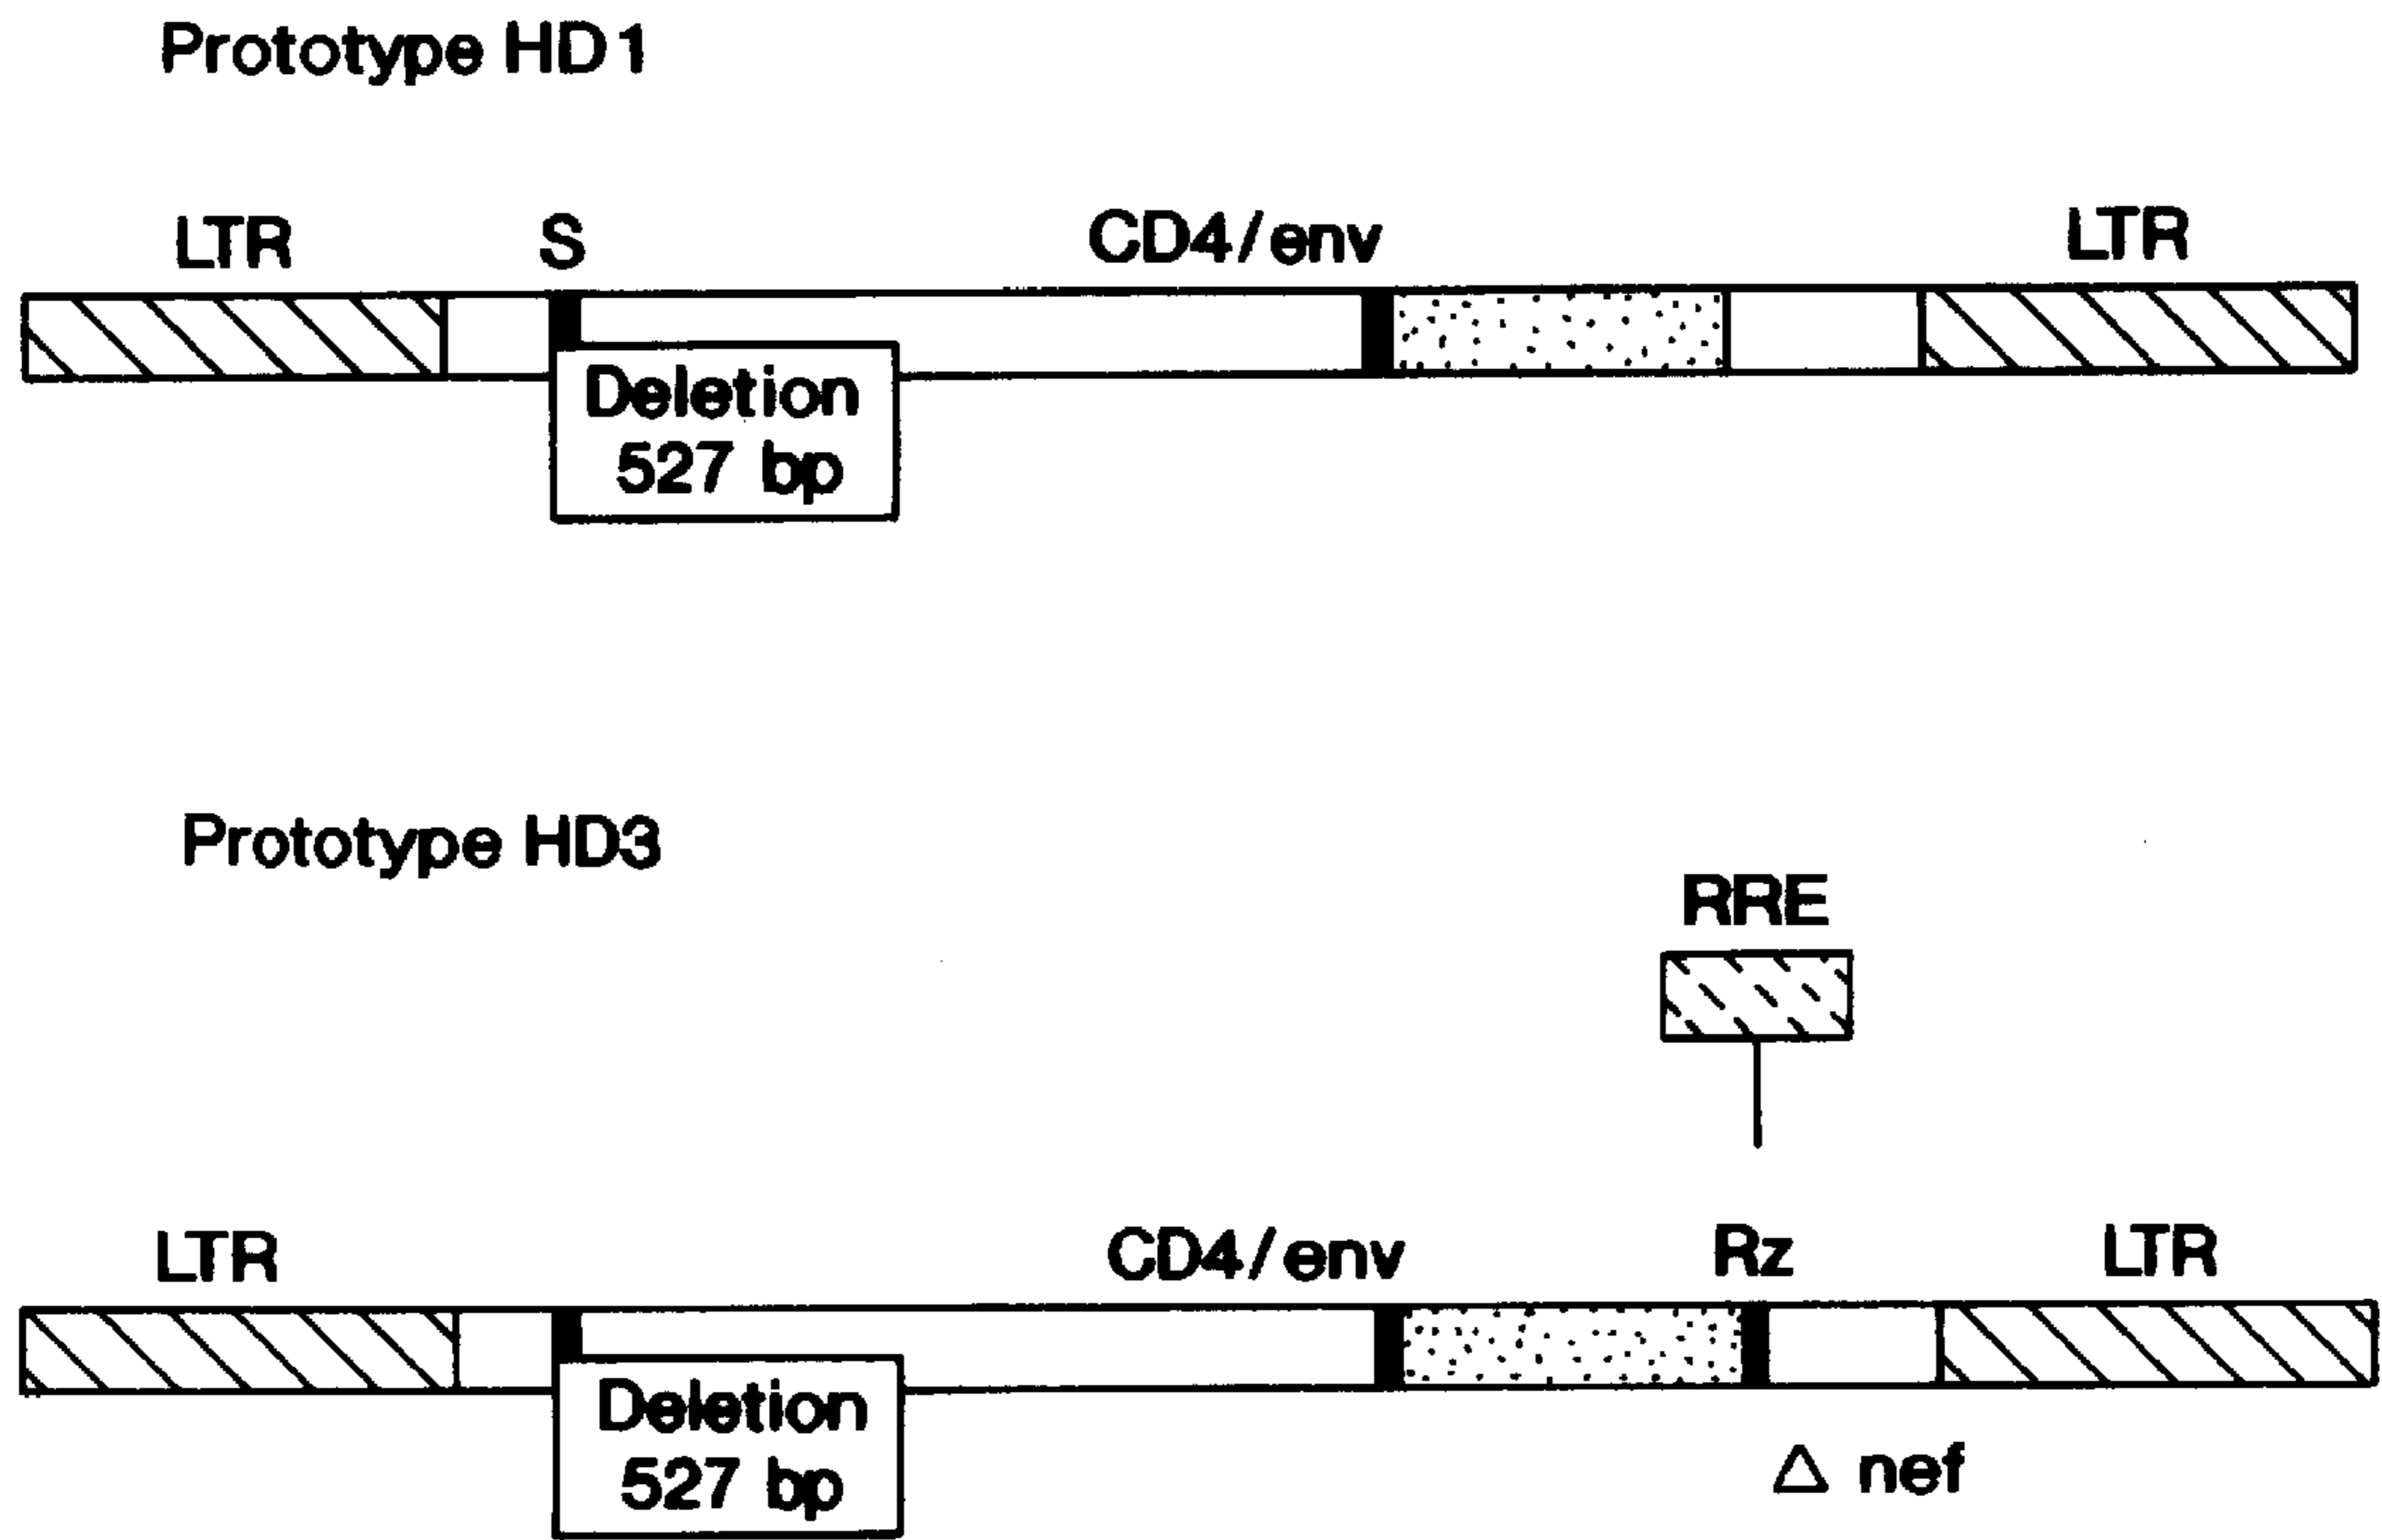 Prototype HD1
LTR S CD4/env LTR
Deletion
527 bp
Prototype HD3
RRE
LTR CD4/env Rz LTR
Deletion
527 bp
Δ nef